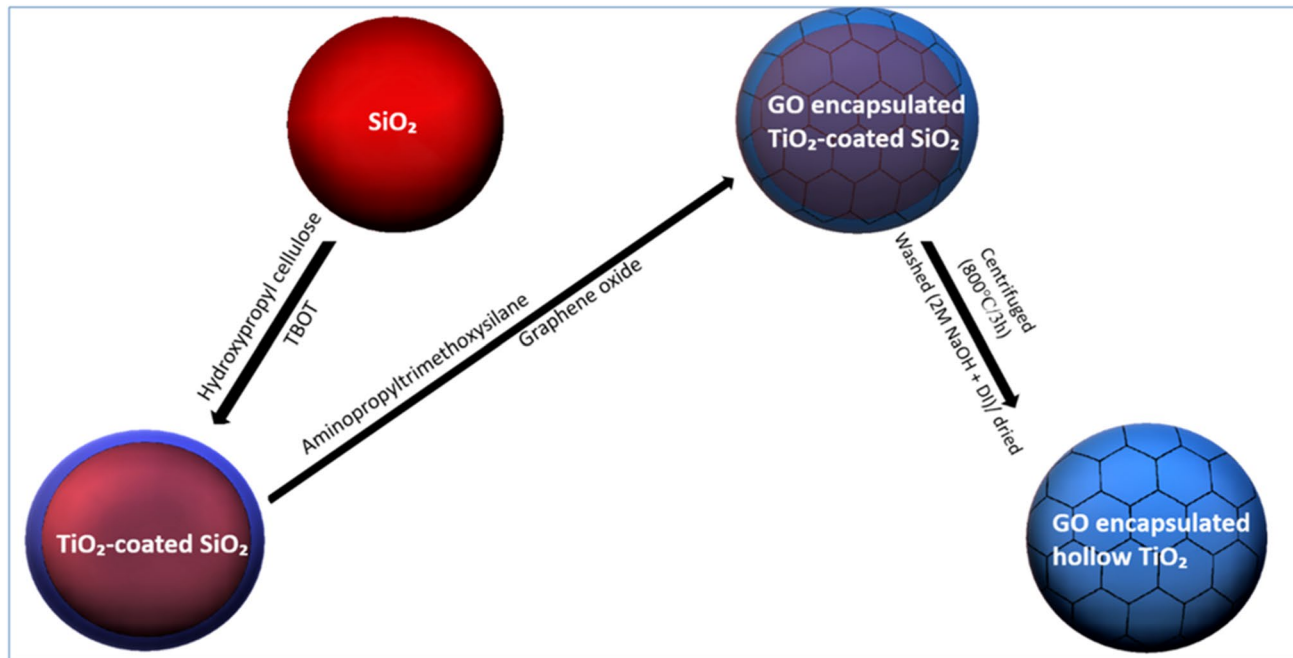 SiO₂
Hydroxypropyl cellulose
TBOT
TiO₂-coated SiO₂
Aminopropyltrimethoxysilane
Graphene oxide
GO encapsulated
TiO₂-coated SiO₂
Centrifuged
(800°C/3h)
Washed (2M NaOH + DI)/ dried
GO encapsulated
hollow TiO₂